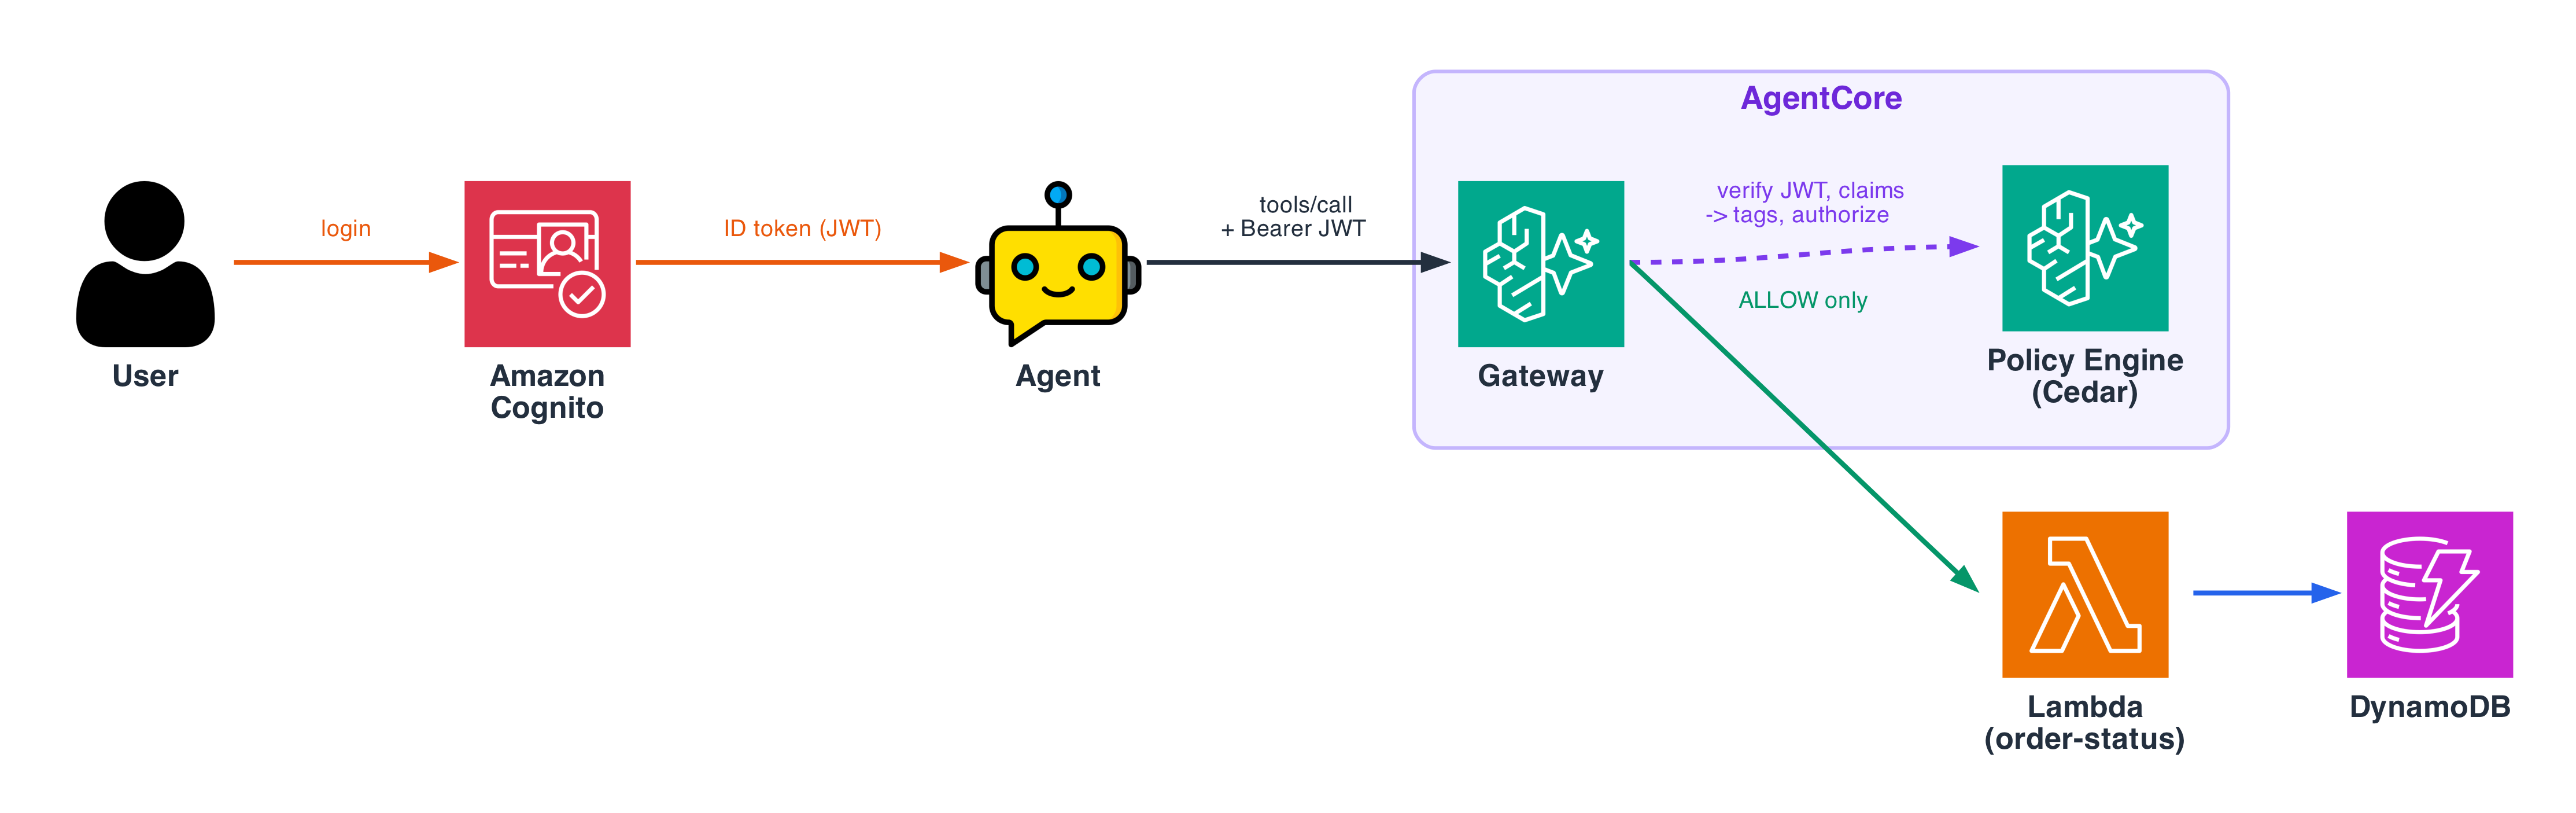 AgentCore
login
ID token (JWT)
tools/call
+ Bearer JWT
verify JWT, claims
-> tags, authorize
ALLOW only
User
Amazon
Cognito
Agent
Gateway
Policy Engine
(Cedar)
Lambda
(order-status)
DynamoDB